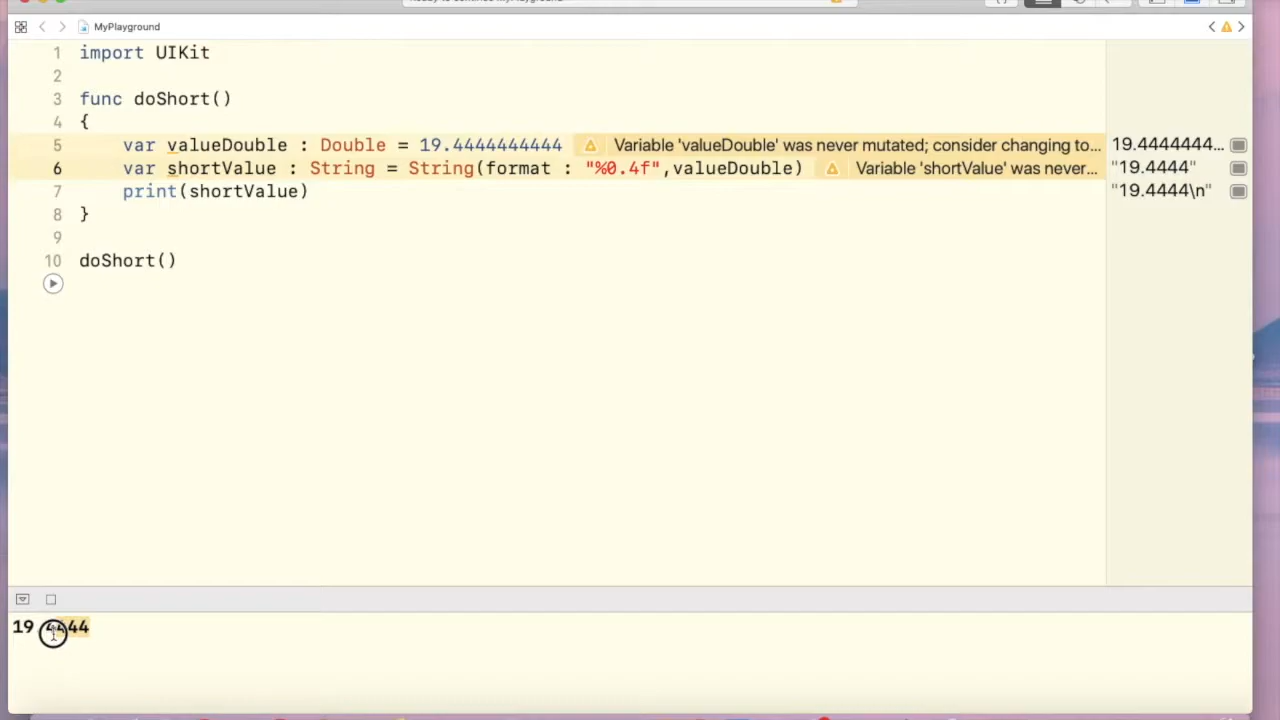 MyPlayground
1 import UIKit
2
3 func doShort()
4 {
5 var valueDouble : Double = 19.4444444444 Variable 'valueDouble' was never mutated; consider changing to... 19.4444444...
6 var shortValue : String = String(format : "%0.4f",valueDouble) Variable 'shortValue' was never... "19.4444"
7 print(shortValue) "19.4444\n"
8 }
9
10 doShort()
19 4444